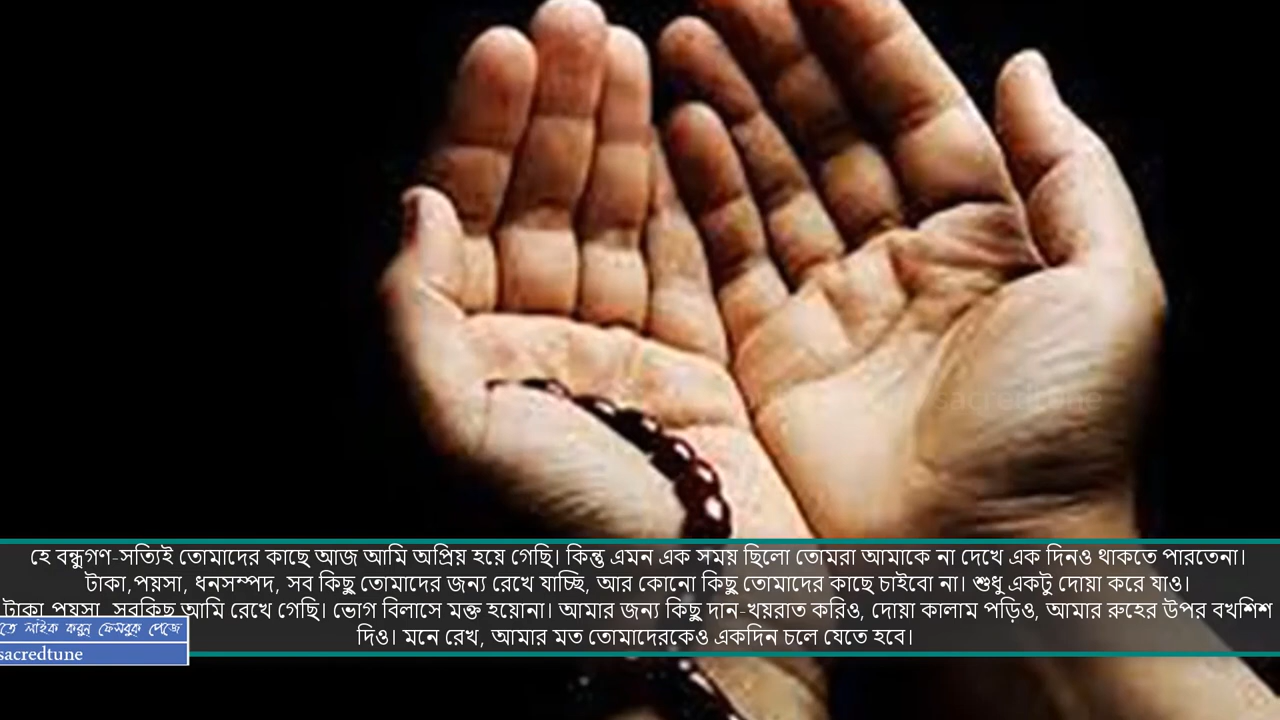 sacredtune
হে বন্ধুগণ-সত্যিই তোমাদের কাছে আজ আমি অপ্রিয় হয়ে গেছি। কিন্তু এমন এক সময় ছিলো তোমরা আমাকে না দেখে এক দিনও থাকতে পারতেনা।
টাকা,পয়সা, ধনসম্পদ, সব কিছু তোমাদের জন্য রেখে যাচ্ছি, আর কোনো কিছু তোমাদের কাছে চাইবো না। শুধু একটু দোয়া করে যাও।
টাকা পয়সা সবকিছু আমি রেখে গেছি। ভোগ বিলাসে মক্ত হয়োনা। আমার জন্য কিছু দান-খয়রাত করিও, দোয়া কালাম পড়িও, আমার রুহের উপর বখশিশ
দিও। মনে রেখ, আমার মত তোমাদেরকেও একদিন চলে যেতে হবে।
লাইক করুন ফেসবুক পেজে
sacredtune